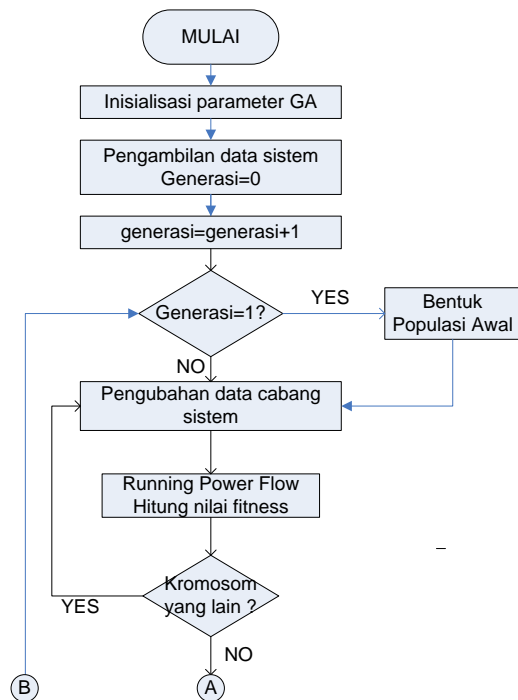 MULAI
Inisialisasi parameter GA
Pengambilan data sistem
Generasi=0
generasi=generasi+1
Generasi=1?
YES
Bentuk
Populasi Awal
NO
Pengubahan data cabang
sistem
Running Power Flow
Hitung nilai fitness
Kromosom
yang lain ?
YES
NO
B
A